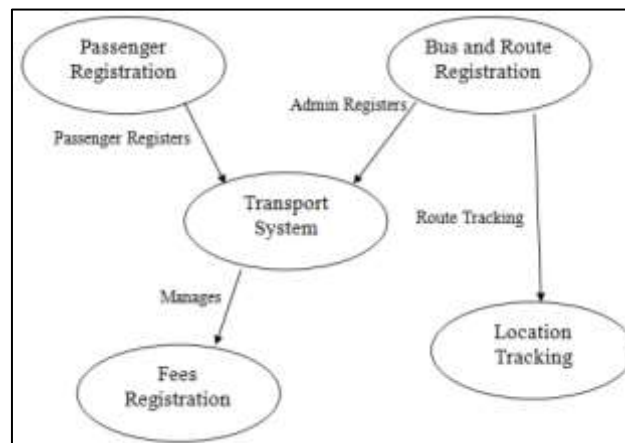 Passenger
Registration
Bus and Route
Registration
Admin Registers
Passenger Registers
Transport
System
Route Tracking
Manages
Location
Tracking
Fees
Registration